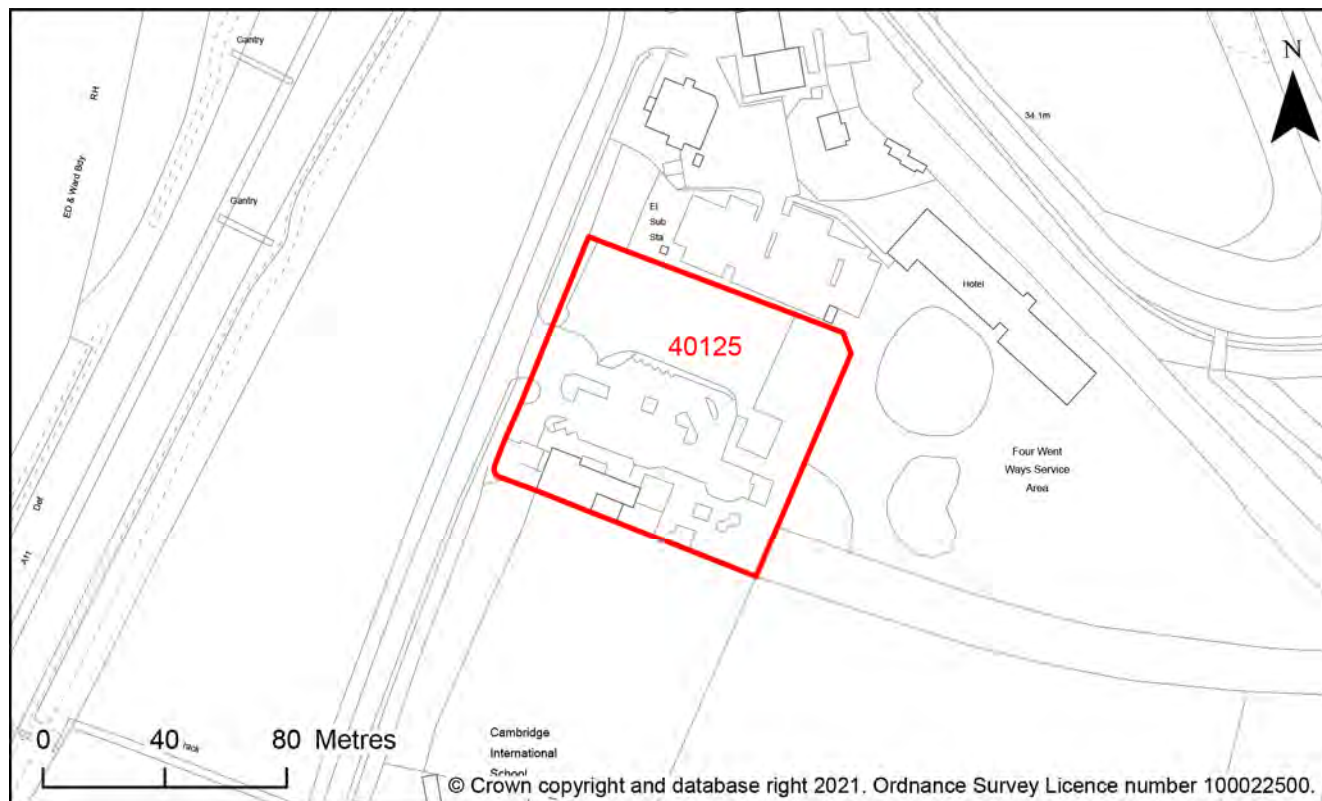 Gantry
N
RH
34.1m
ED & Ward Bdy
Gantry
El
Sub
Sta
Hotel
40125
Four Went
Ways Service
Area
Def
A11
Cambridge
International
School
0 40 80 Metres
© Crown copyright and database right 2021. Ordnance Survey Licence number 100022500.